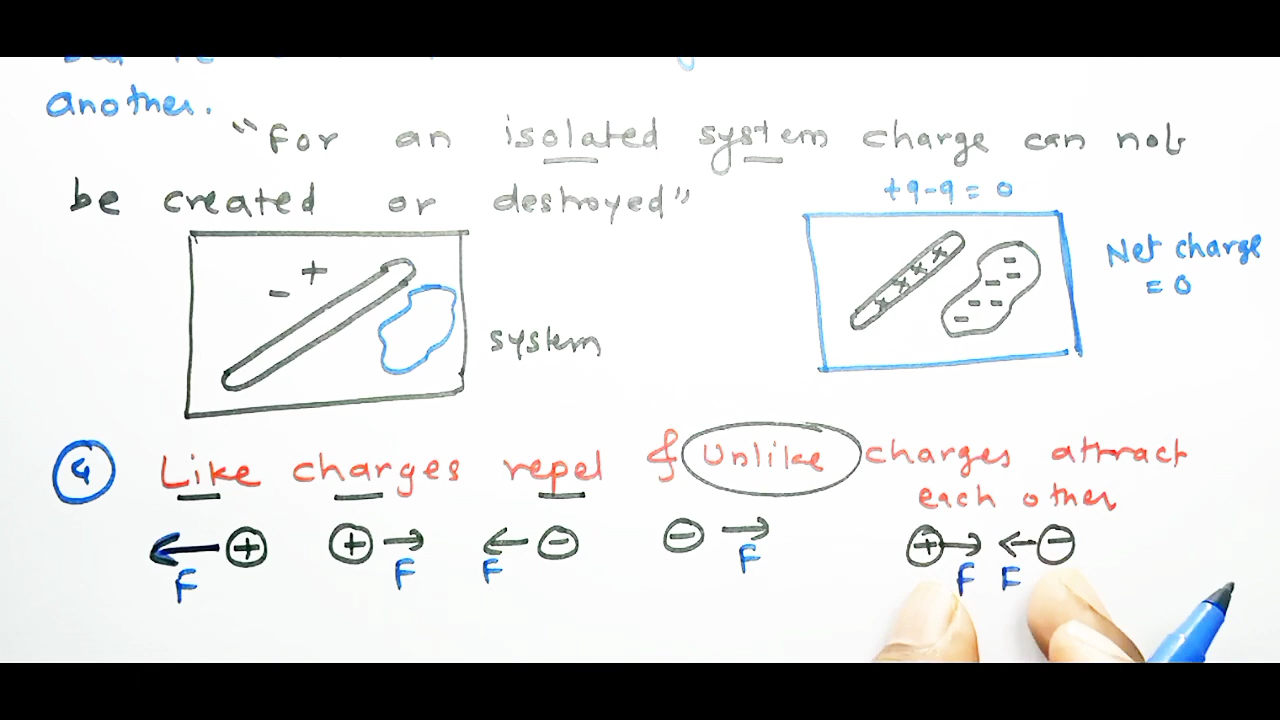 another.
"For an isolated system charge can not
be created or destroyed"
+q-q=0
Net charge
=0
- +
system
4 Like charges repel & Unlike charges attract
each other
+ + - - + -
F F F F F F